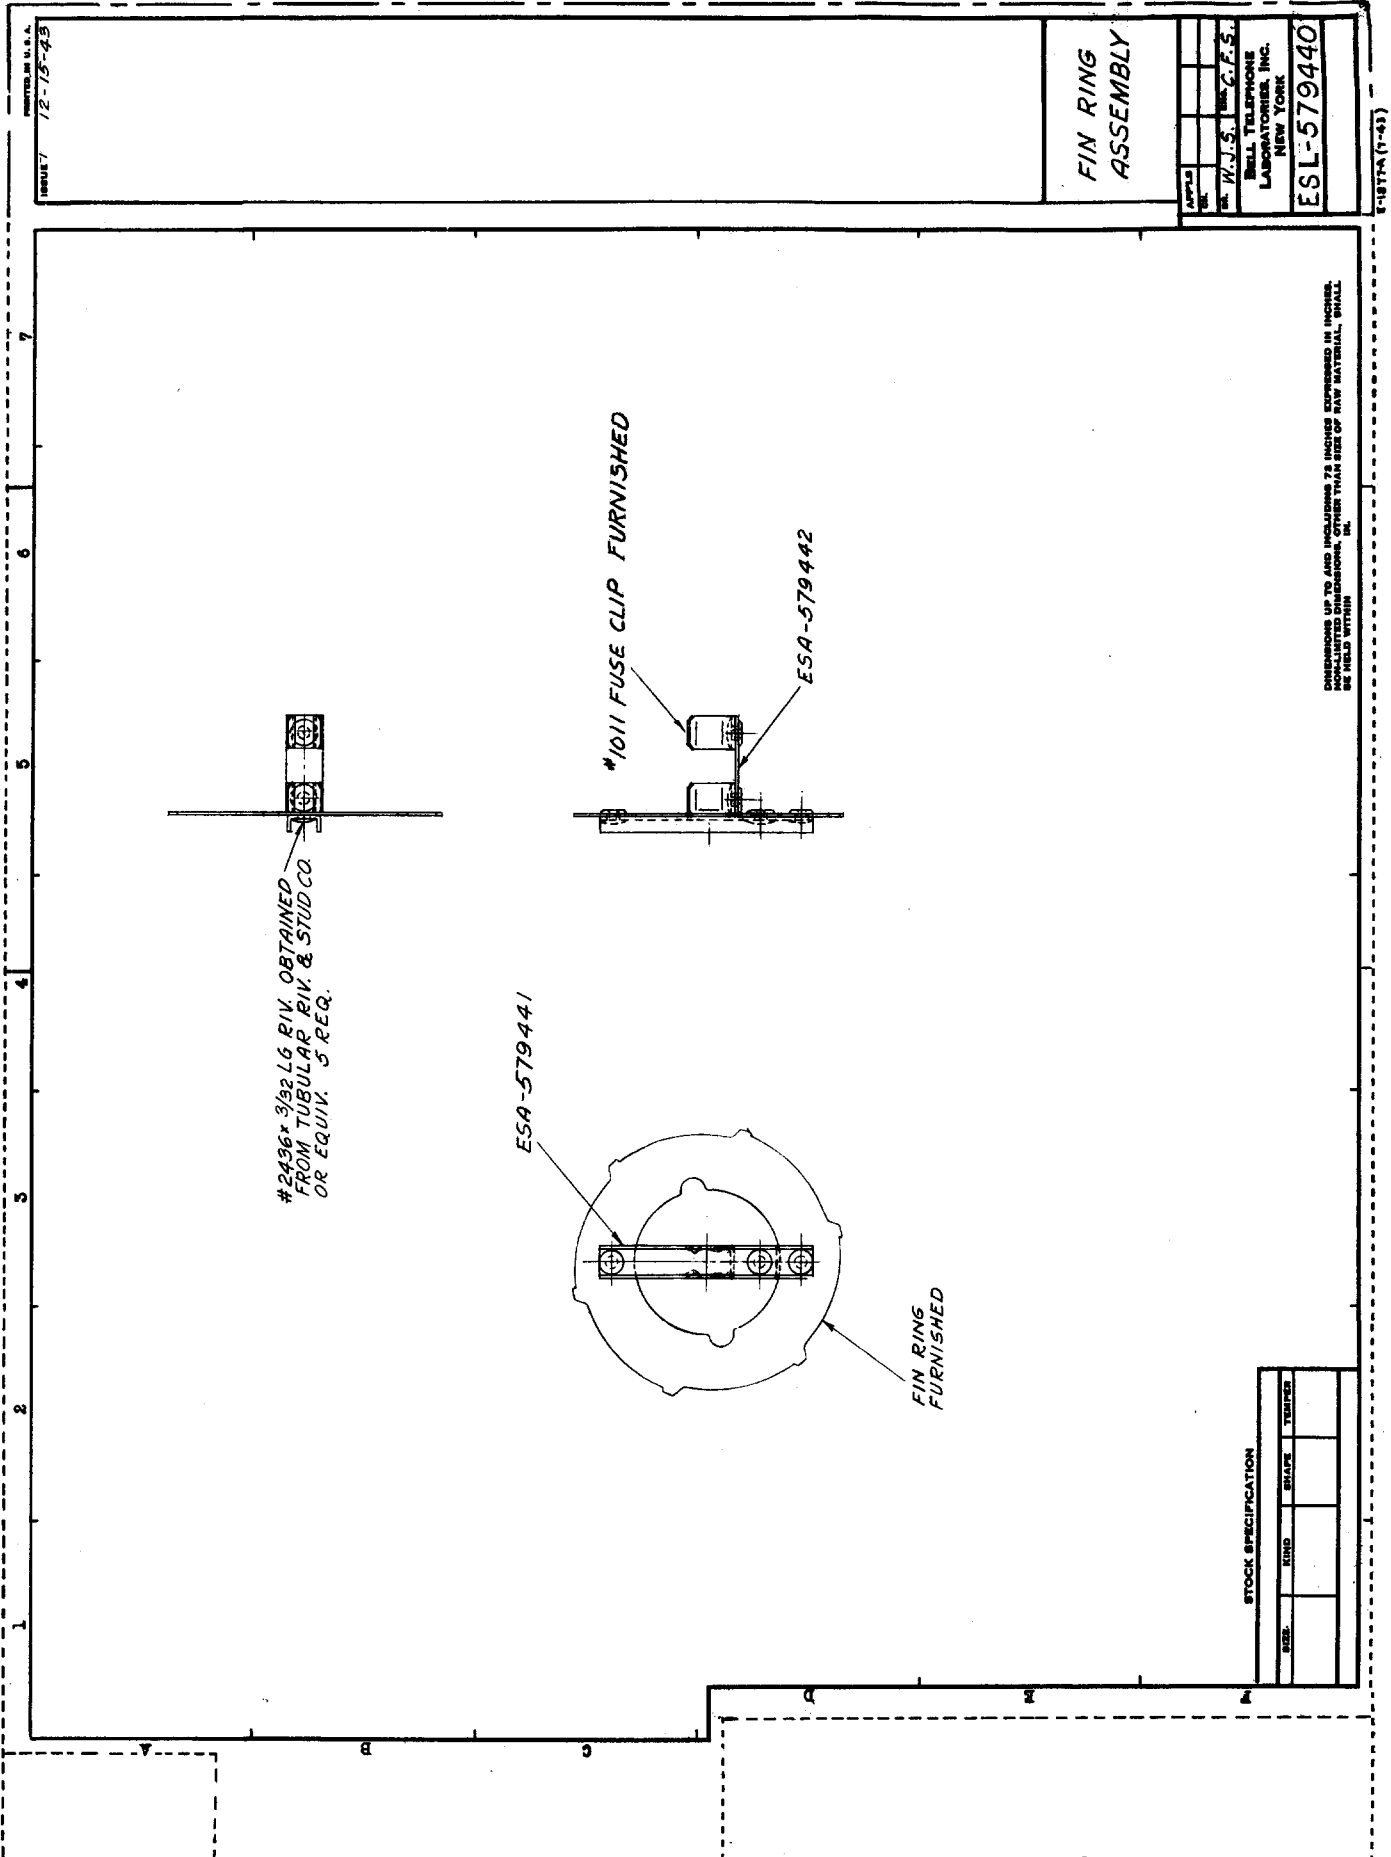 PRINTED IN U. S. A.
ISSUE 1 12-15-43
FIN RING
ASSEMBLY
APP'LS
DR. W.J.S. ENG. C.F.S.
BELL TELEPHONE
LABORATORIES, INC.
NEW YORK
ESL-579440
E-1877-A (7-43)
7
6
5
4
3
2
1
A
B
C
D
E
F
#2436 x 3/32 LG RIV. OBTAINED
FROM TUBULAR RIV. & STUD CO.
OR EQUIV. 5 REQ.
#1011 FUSE CLIP FURNISHED
ESA-579442
ESA-579441
FIN RING
FURNISHED
DIMENSIONS UP TO AND INCLUDING 72 INCHES EXPRESSED IN INCHES.
NON-LIMITED DIMENSIONS, OTHER THAN SIZE OF RAW MATERIAL, SHALL
BE HELD WITHIN IN.
STOCK SPECIFICATION
SIZE KIND SHAPE TEMPER